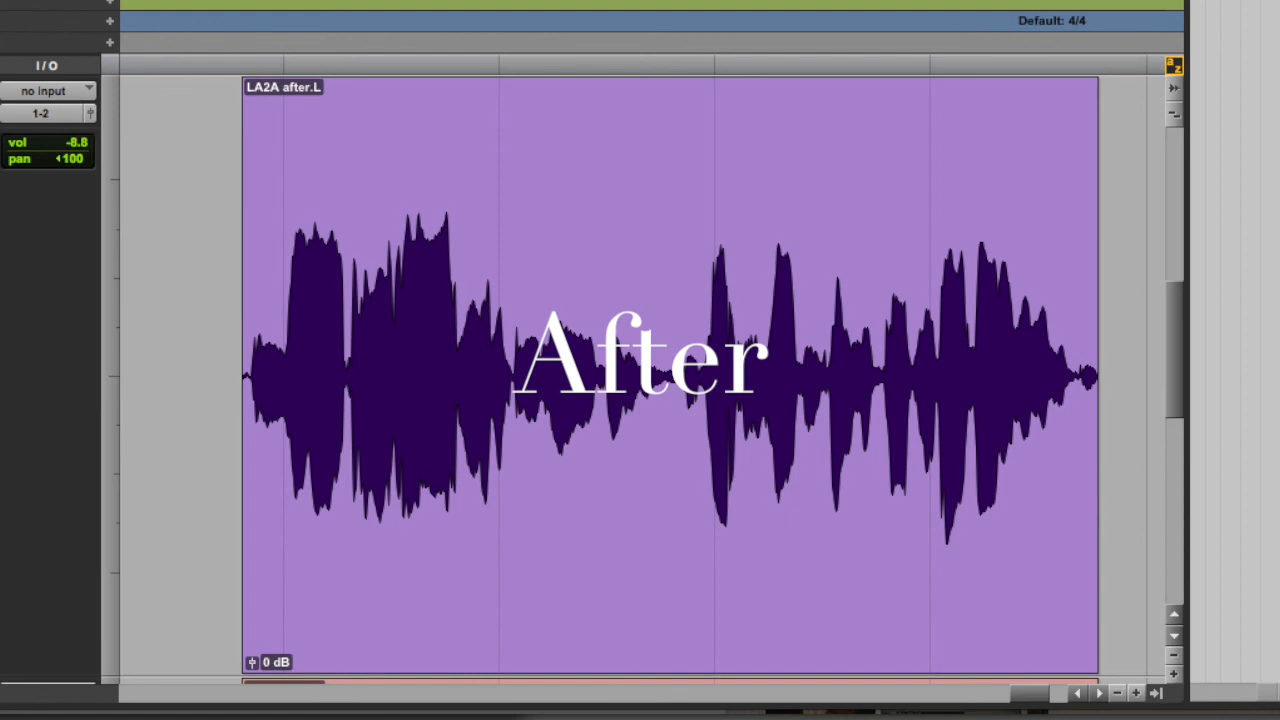 Default: 4/4
I/O
a
z
LA2A after.L
no input
1-2
vol -8.8
pan ◂100
After
0 dB